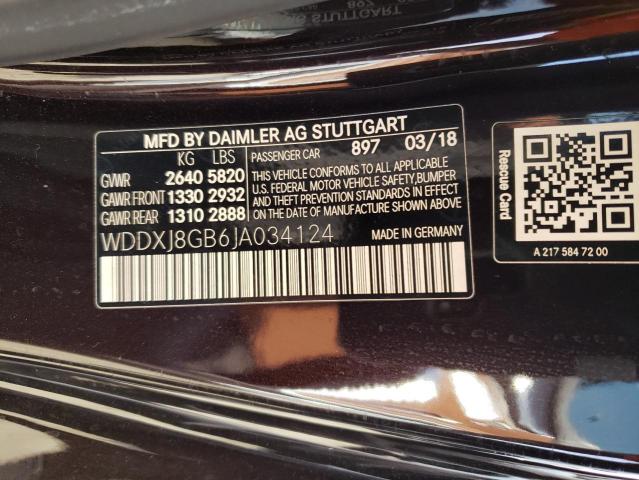 MFD BY DAIMLER AG STUTTGART
KG LBS PASSENGER CAR 897 03/18
GVWR 2640 5820
GAWR FRONT 1330 2932
GAWR REAR 1310 2888
THIS VEHICLE CONFORMS TO ALL APPLICABLE
U.S. FEDERAL MOTOR VEHICLE SAFETY, BUMPER
AND THEFT PREVENTION STANDARDS IN EFFECT
ON THE DATE OF MANUFACTURE SHOWN ABOVE.
WDDXJ8GB6JA034124 MADE IN GERMANY
Rescue Card
A 217 584 72 00
STUTTGART
897